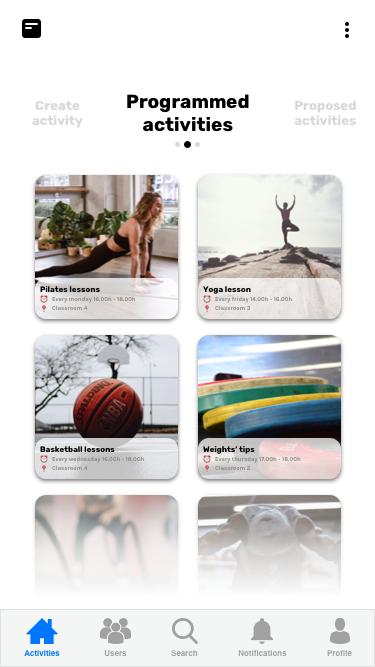 Create
activity
Programmed
activities
Proposed
activities
Pilates lessons
Every monday 16.00h - 18.00h
Classroom 4
Yoga lesson
Every friday 14.00h - 16.00h
Classroom 3
Basketball lessons
Every wednesday 16.00h - 18.00h
Classroom 4
Weights' tips
Every thursday 17.00h - 18.00h
Classroom 2
Activities
Users
Search
Notifications
Profile